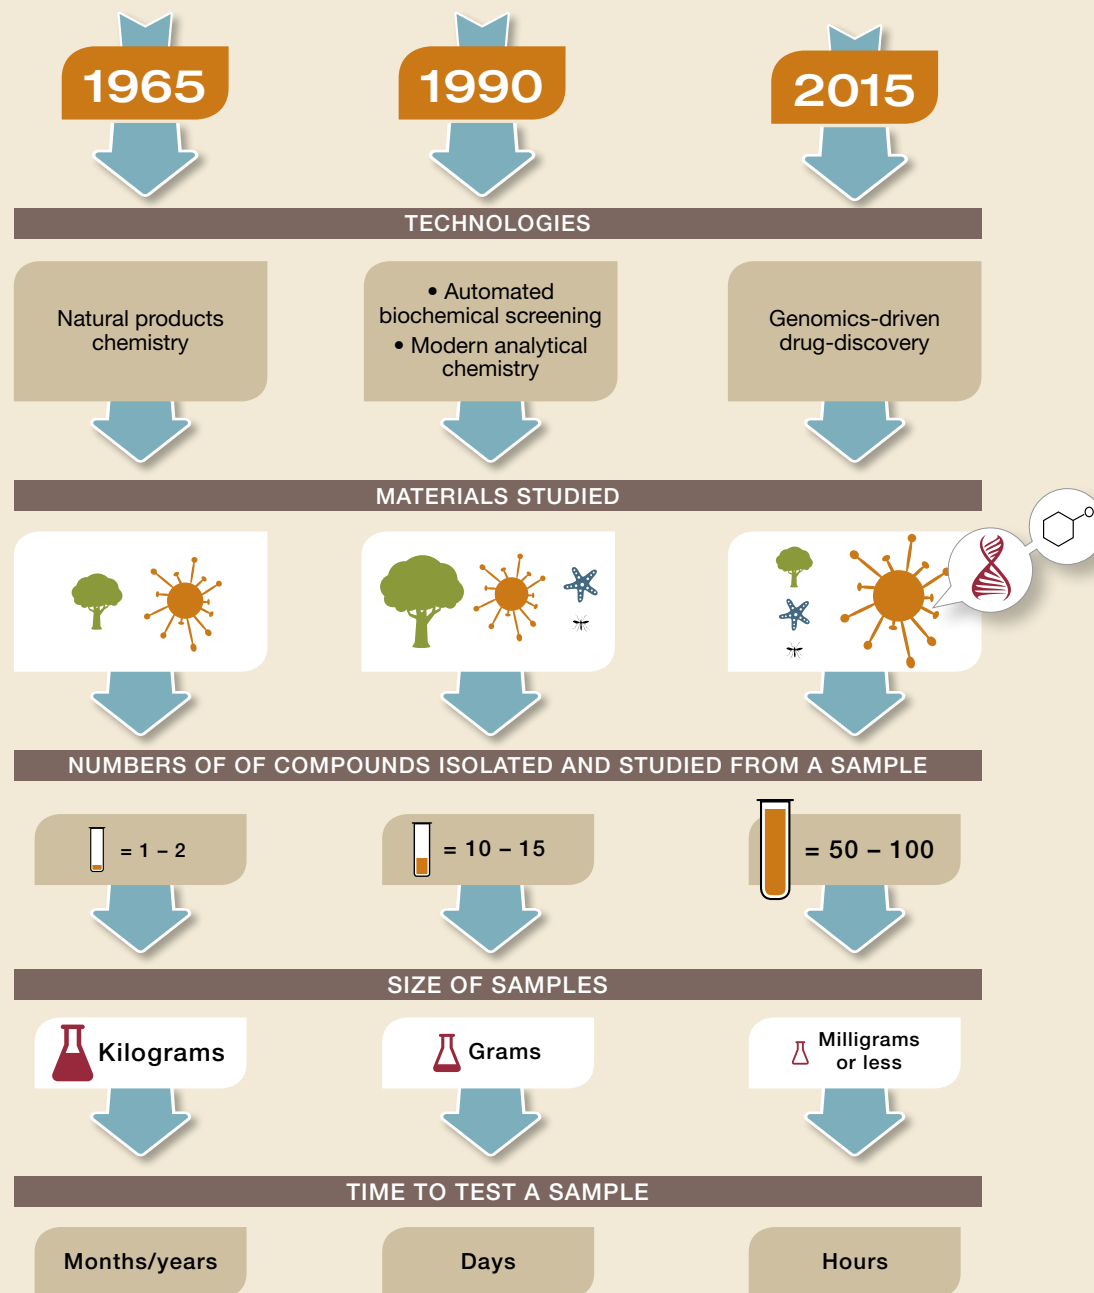 1965
1990
2015
TECHNOLOGIES
Natural products
chemistry
• Automated
biochemical screening
• Modern analytical
chemistry
Genomics-driven
drug-discovery
MATERIALS STUDIED
O
NUMBERS OF OF COMPOUNDS ISOLATED AND STUDIED FROM A SAMPLE
= 1 – 2
= 10 – 15
= 50 – 100
SIZE OF SAMPLES
Kilograms
Grams
Milligrams
or less
TIME TO TEST A SAMPLE
Months/years
Days
Hours